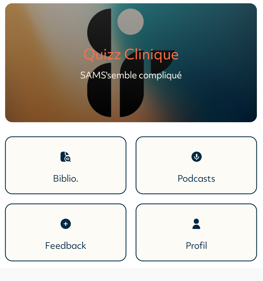 Quizz Clinique
SAMS'semble compliqué
Biblio.
Podcasts
Feedback
Profil